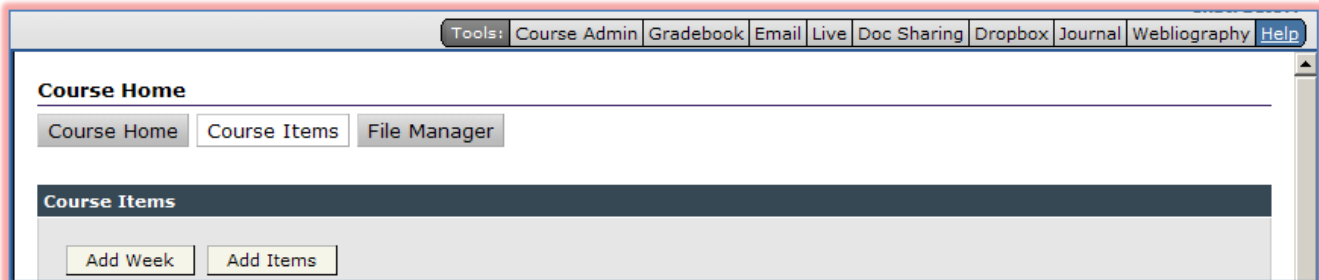 Tools: Course Admin Gradebook Email Live Doc Sharing Dropbox Journal Webliography Help
Course Home
Course Home Course Items File Manager
Course Items
Add Week Add Items